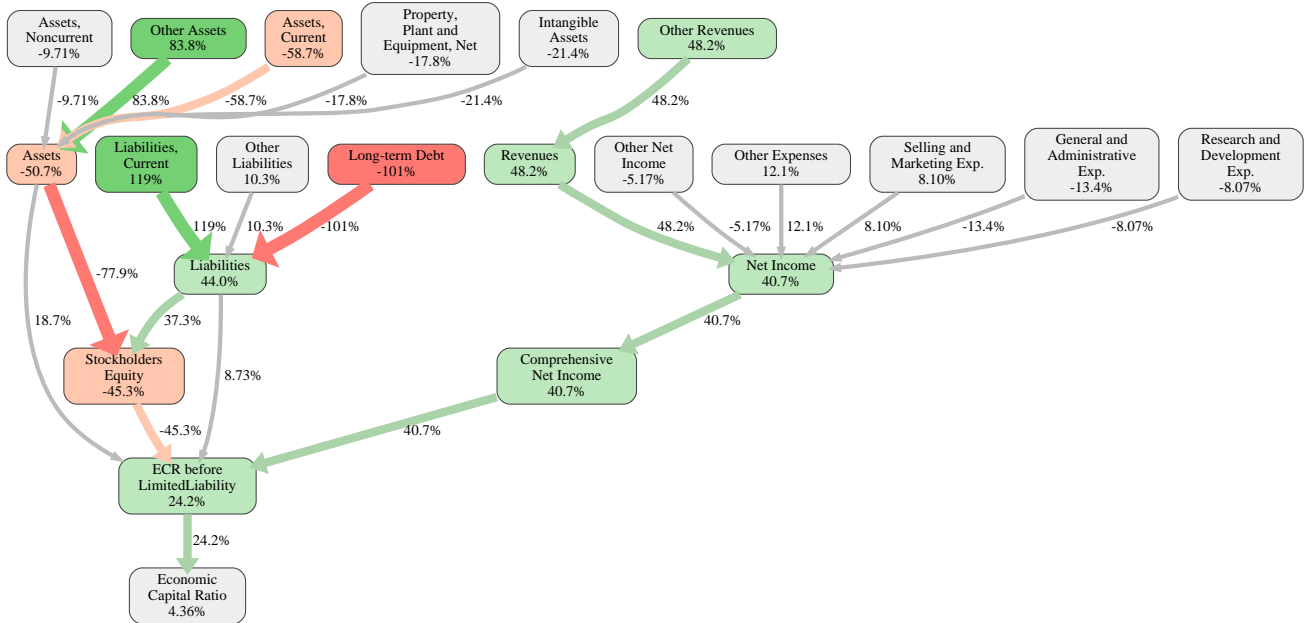 Assets,
Noncurrent
-9.71%
Other Assets
83.8%
Assets,
Current
-58.7%
Property,
Plant and
Equipment, Net
-17.8%
Intangible
Assets
-21.4%
Other Revenues
48.2%
-9.71%
83.8%
-58.7%
-17.8%
-21.4%
48.2%
Assets
-50.7%
Liabilities,
Current
119%
Other
Liabilities
10.3%
Long-term Debt
-101%
Revenues
48.2%
Other Net
Income
-5.17%
Other Expenses
12.1%
Selling and
Marketing Exp.
8.10%
General and
Administrative
Exp.
-13.4%
Research and
Development
Exp.
-8.07%
119%
10.3%
-101%
48.2%
-5.17%
12.1%
8.10%
-13.4%
-8.07%
-77.9%
Liabilities
44.0%
Net Income
40.7%
18.7%
37.3%
40.7%
Stockholders
Equity
-45.3%
8.73%
Comprehensive
Net Income
40.7%
-45.3%
40.7%
ECR before
LimitedLiability
24.2%
24.2%
Economic
Capital Ratio
4.36%